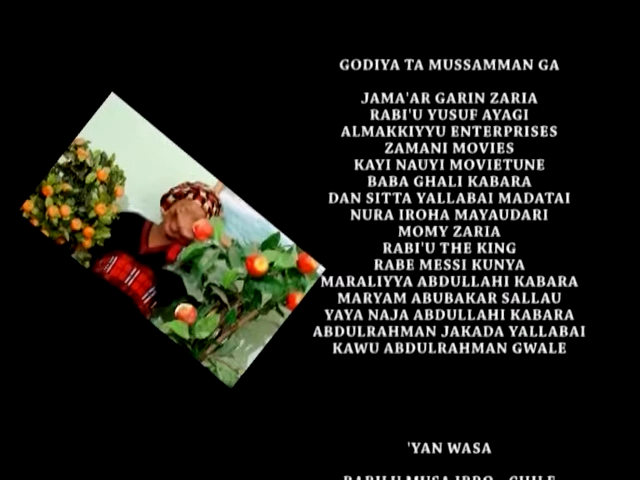 GODIYA TA MUSSAMMAN GA
JAMA'AR GARIN ZARIA
RABI'U YUSUF AYAGI
ALMAKKIYYU ENTERPRISES
ZAMANI MOVIES
KAYI NAUYI MOVIETUNE
BABA GHALI KABARA
DAN SITTA YALLABAI MADATAI
NURA IROHA MAYAUDARI
MOMY ZARIA
RABI'U THE KING
RABE MESSI KUNYA
MARALIYYA ABDULLAHI KABARA
MARYAM ABUBAKAR SALLAU
YAYA NAJA ABDULLAHI KABARA
ABDULRAHMAN JAKADA YALLABAI
KAWU ABDULRAHMAN GWALE
'YAN WASA